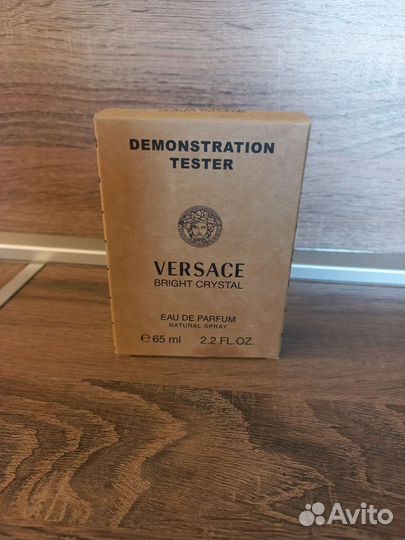 DEMONSTRATION
TESTER
VERSACE
BRIGHT CRYSTAL
EAU DE PARFUM
NATURAL SPRAY
℮ 65 ml 2.2 FL.OZ.
Avito